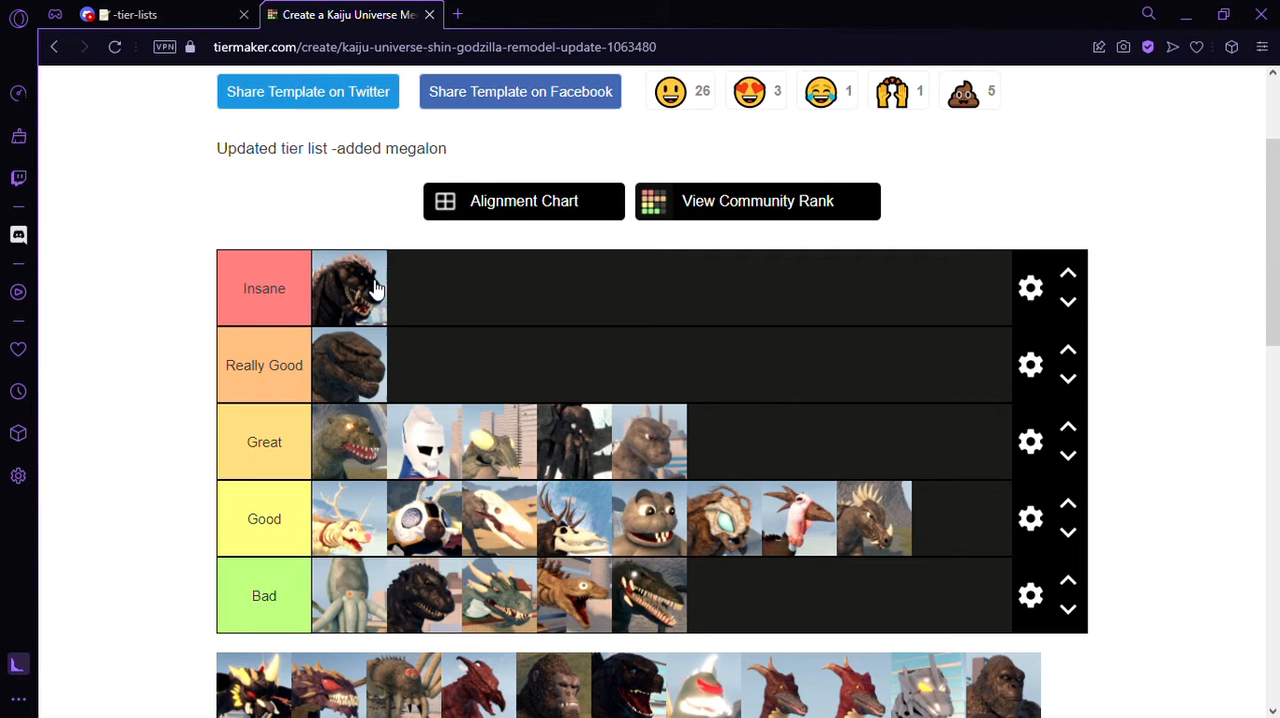 -tier-lists
Create a Kaiju Universe Me
VPN
tiermaker.com/create/kaiju-universe-shin-godzilla-remodel-update-1063480
Share Template on Twitter
Share Template on Facebook
26
3
1
1
5
Updated tier list -added megalon
Alignment Chart
View Community Rank
Insane
Really Good
Great
Good
Bad